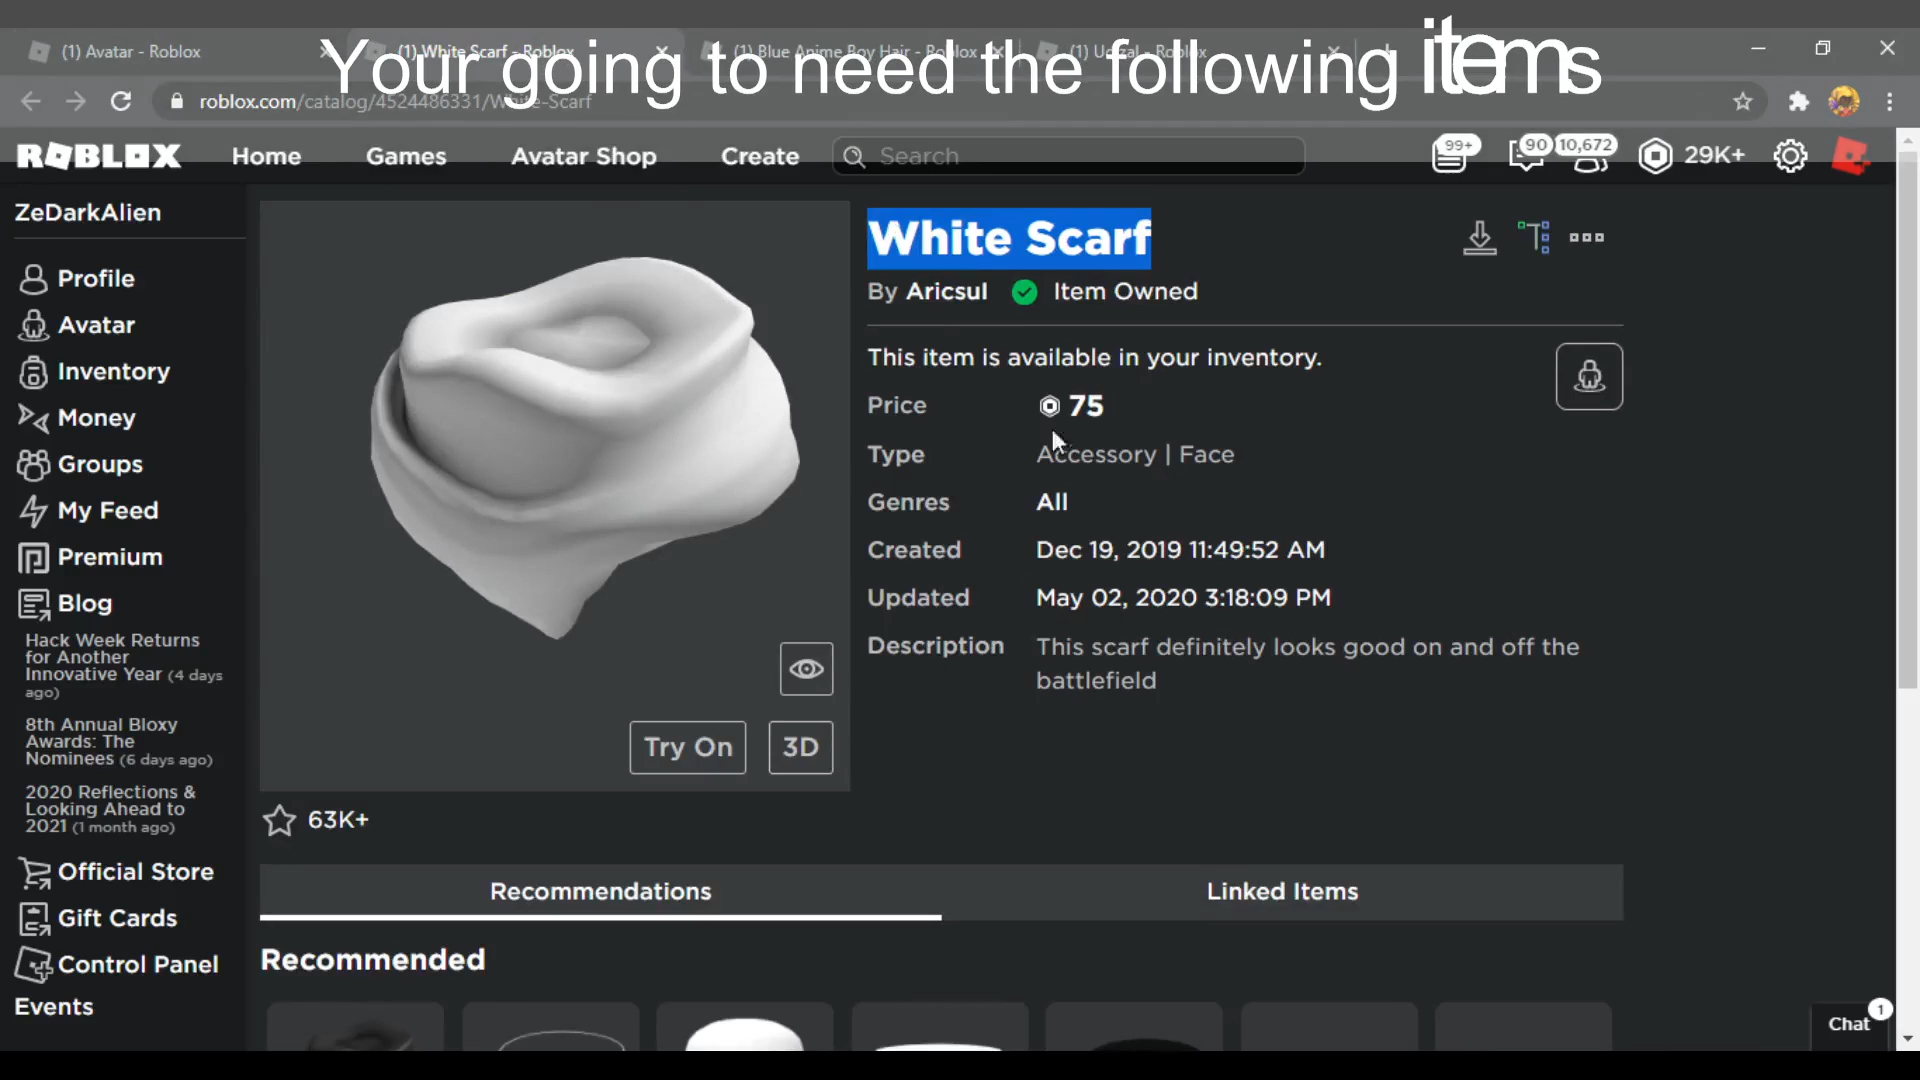 (1) Avatar - Roblox
(1) White Scarf - Roblox
(1) Blue Anime Boy Hair - Roblox
Roblox
Your going to need the following items
roblox.com/catalog/4524486331/White-Scarf
ROBLOX
Home
Games
Avatar Shop
Create
Search
99+
90
10,672
29K+
ZeDarkAlien
Profile
Avatar
Inventory
Money
Groups
My Feed
Premium
Blog
Hack Week Returns
for Another
Innovative Year (4 days
ago)
8th Annual Bloxy
Awards: The
Nominees (6 days ago)
2020 Reflections &
Looking Ahead to
2021 (1 month ago)
Official Store
Gift Cards
Control Panel
Events
Try On
3D
63K+
White Scarf
By Aricsul Item Owned
This item is available in your inventory.
Price 75
Type Accessory | Face
Genres All
Created Dec 19, 2019 11:49:52 AM
Updated May 02, 2020 3:18:09 PM
Description This scarf definitely looks good on and off the
battlefield
Recommendations
Linked Items
Recommended
Chat
1